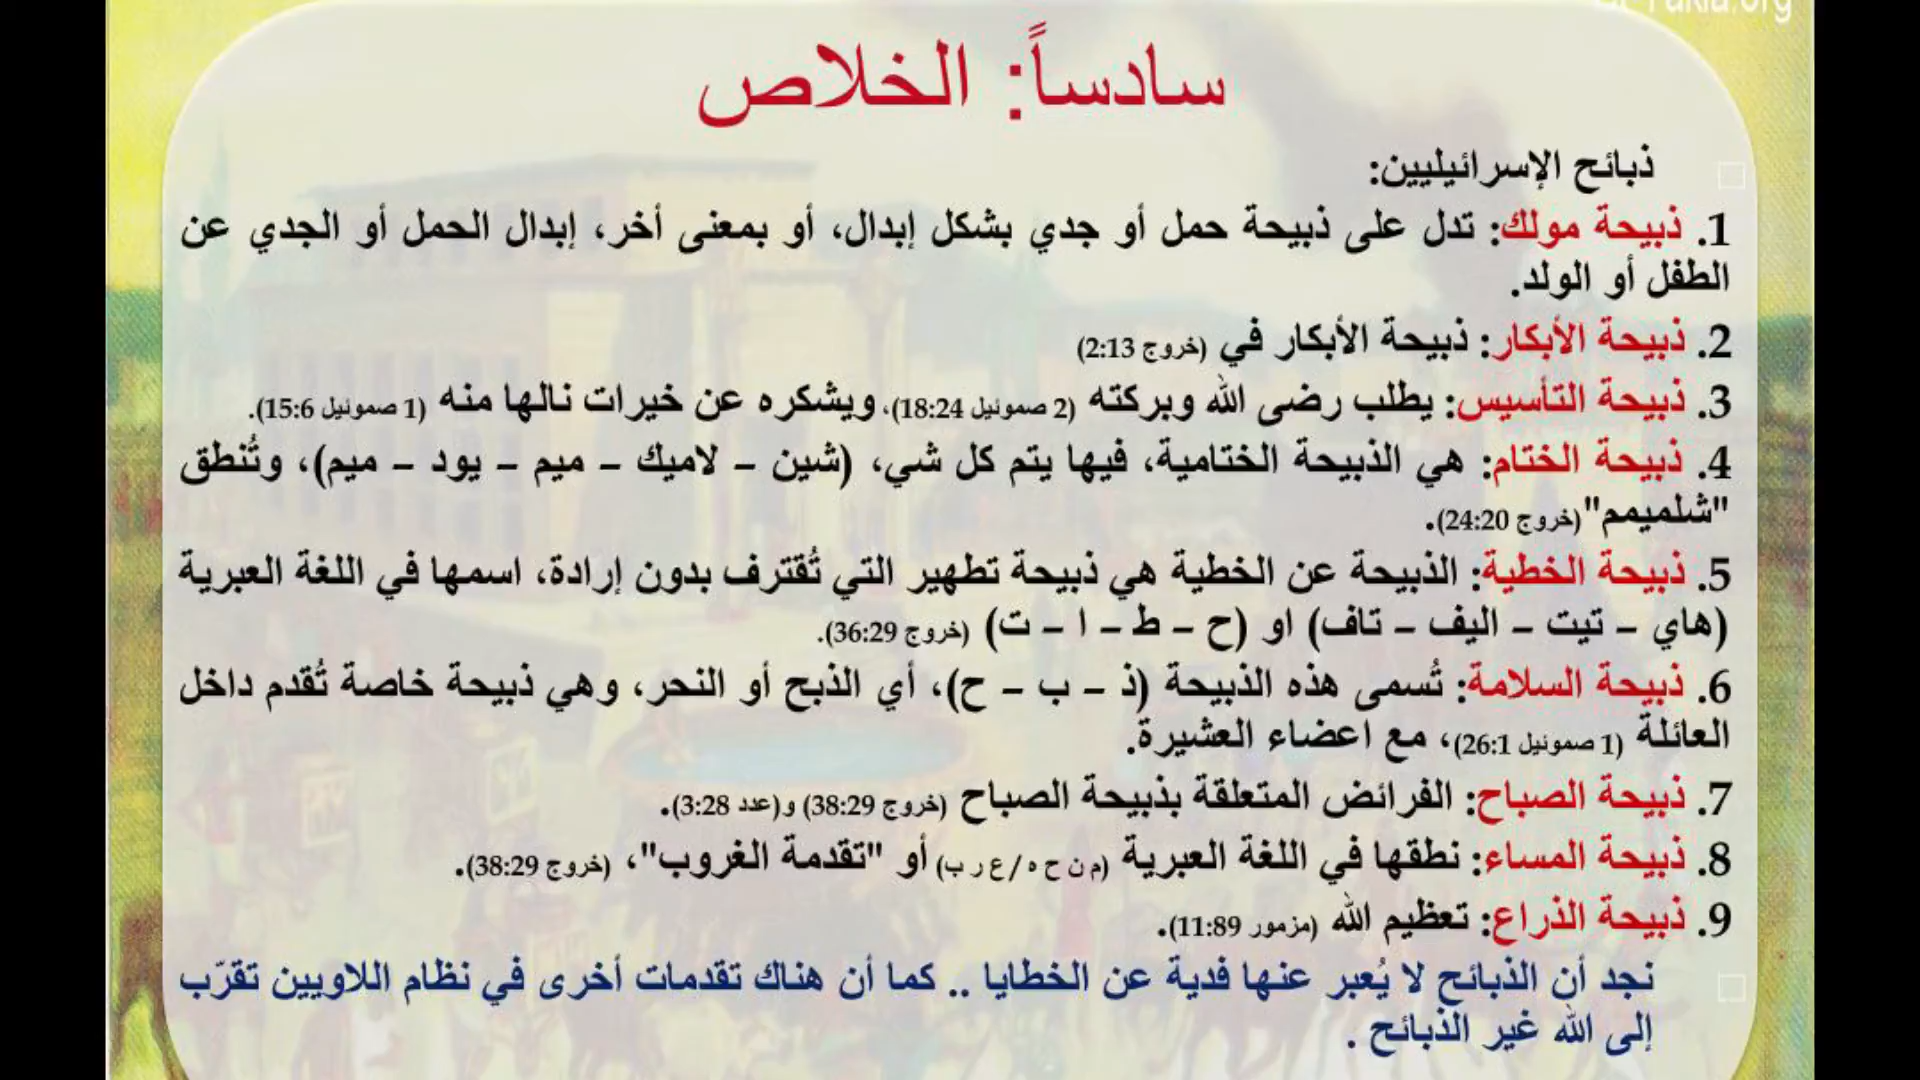 سادساً: الخلاص
ذبائح الإسرائيليين:
1. ذبيحة مولك: تدل على ذبيحة حمل أو جدي بشكل إبدال، أو بمعنى أخر، إبدال الحمل أو الجدي عن
الطفل أو الولد.
2. ذبيحة الأبكار: ذبيحة الأبكار في (خروج 2:13)
3. ذبيحة التأسيس: يطلب رضى الله وبركته (2 صموئيل 18:24)، ويشكره عن خيرات نالها منه (1 صموئيل 15:6).
4. ذبيحة الختام: هي الذبيحة الختامية، فيها يتم كل شي، (شين – لاميك – ميم – يود – ميم)، وتُنطق
"شلميمم" (خروج 24:20).
5. ذبيحة الخطية: الذبيحة عن الخطية هي ذبيحة تطهير التي تُقترف بدون إرادة، اسمها في اللغة العبرية
(هاي – تيت – اليف – تاف) او (ح – ط – ا – ت) (خروج 36:29).
6. ذبيحة السلامة: تُسمى هذه الذبيحة (ذ – ب – ح)، أي الذبح أو النحر، وهي ذبيحة خاصة تُقدم داخل
العائلة (1 صموئيل 26:1)، مع اعضاء العشيرة.
7. ذبيحة الصباح: الفرائض المتعلقة بذبيحة الصباح (خروج 38:29) و(عدد 3:28).
8. ذبيحة المساء: نطقها في اللغة العبرية (م ن ح ه / ع ر ب) أو "تقدمة الغروب"، (خروج 38:29).
9. ذبيحة الذراع: تعظيم الله (مزمور 11:89).
نجد أن الذبائح لا يُعبر عنها فدية عن الخطايا .. كما أن هناك تقدمات أخرى في نظام اللاويين تقرّب
إلى الله غير الذبائح .